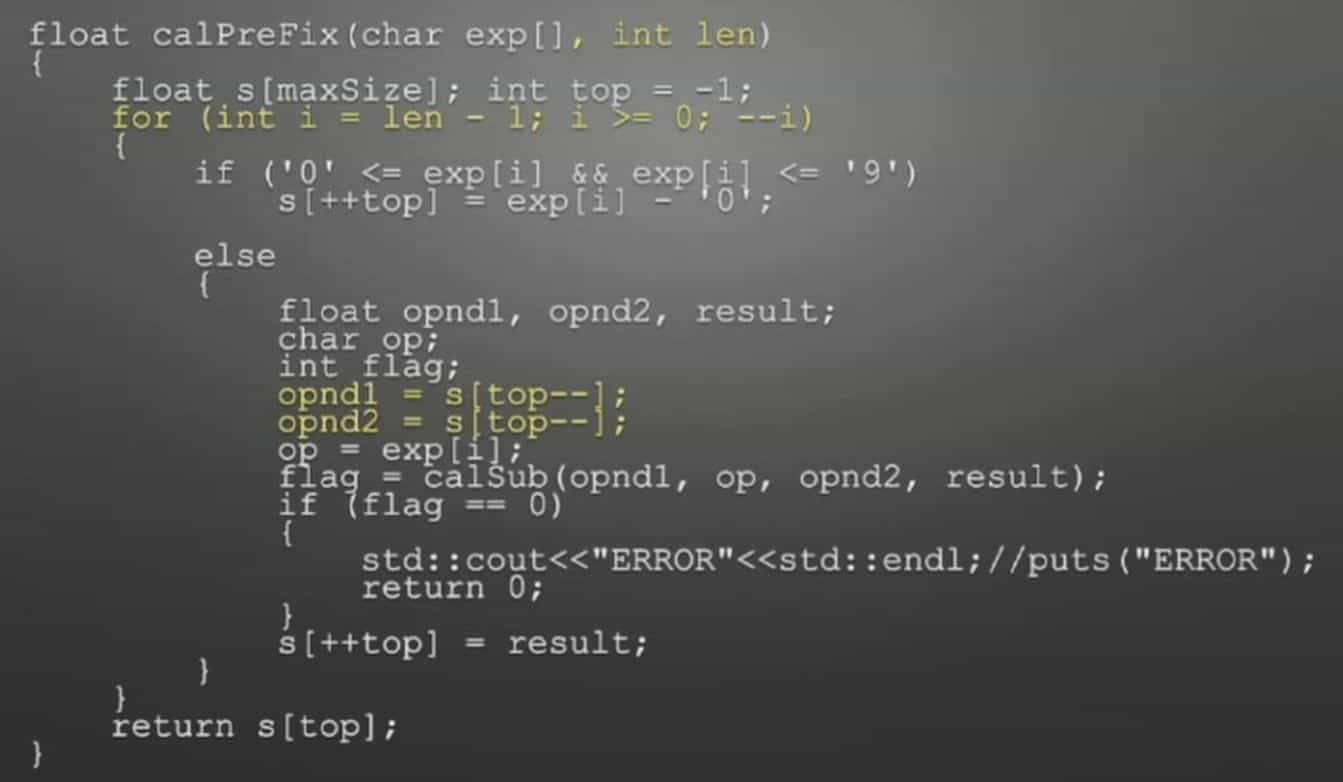 float calPreFix(char exp[], int len)
{
float s[maxSize]; int top = -1;
for (int i = len - 1; i >= 0; --i)
{
if ('0' <= exp[i] && exp[i] <= '9')
s[++top] = exp[i] - '0';
else
{
float opnd1, opnd2, result;
char op;
int flag;
opnd1 = s[top--];
opnd2 = s[top--];
op = exp[i];
flag = calSub(opnd1, op, opnd2, result);
if (flag == 0)
{
std::cout<<"ERROR"<<std::endl;//puts("ERROR");
return 0;
}
s[++top] = result;
}
}
return s[top];
}